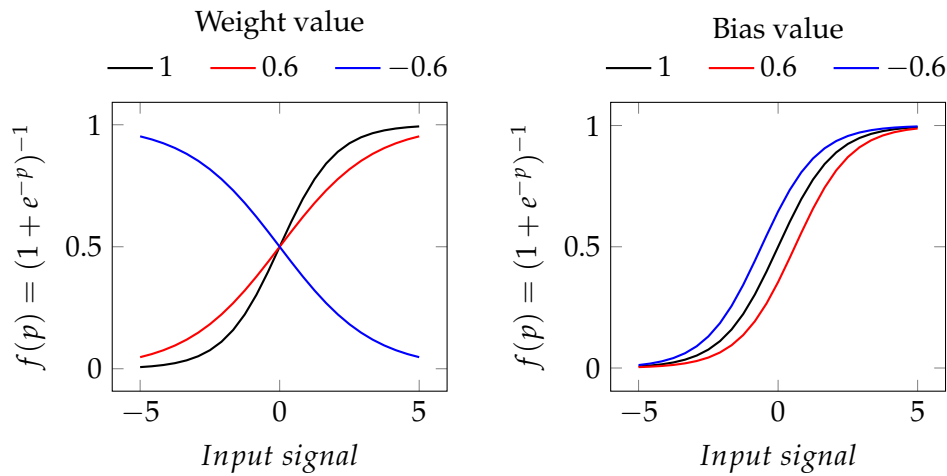 Weight value
1 0.6 −0.6
f(p) = (1 + e^{−p})^{−1}
1
0.5
0
−5 0 5
Input signal
Bias value
1 0.6 −0.6
f(p) = (1 + e^{−p})^{−1}
1
0.5
0
−5 0 5
Input signal